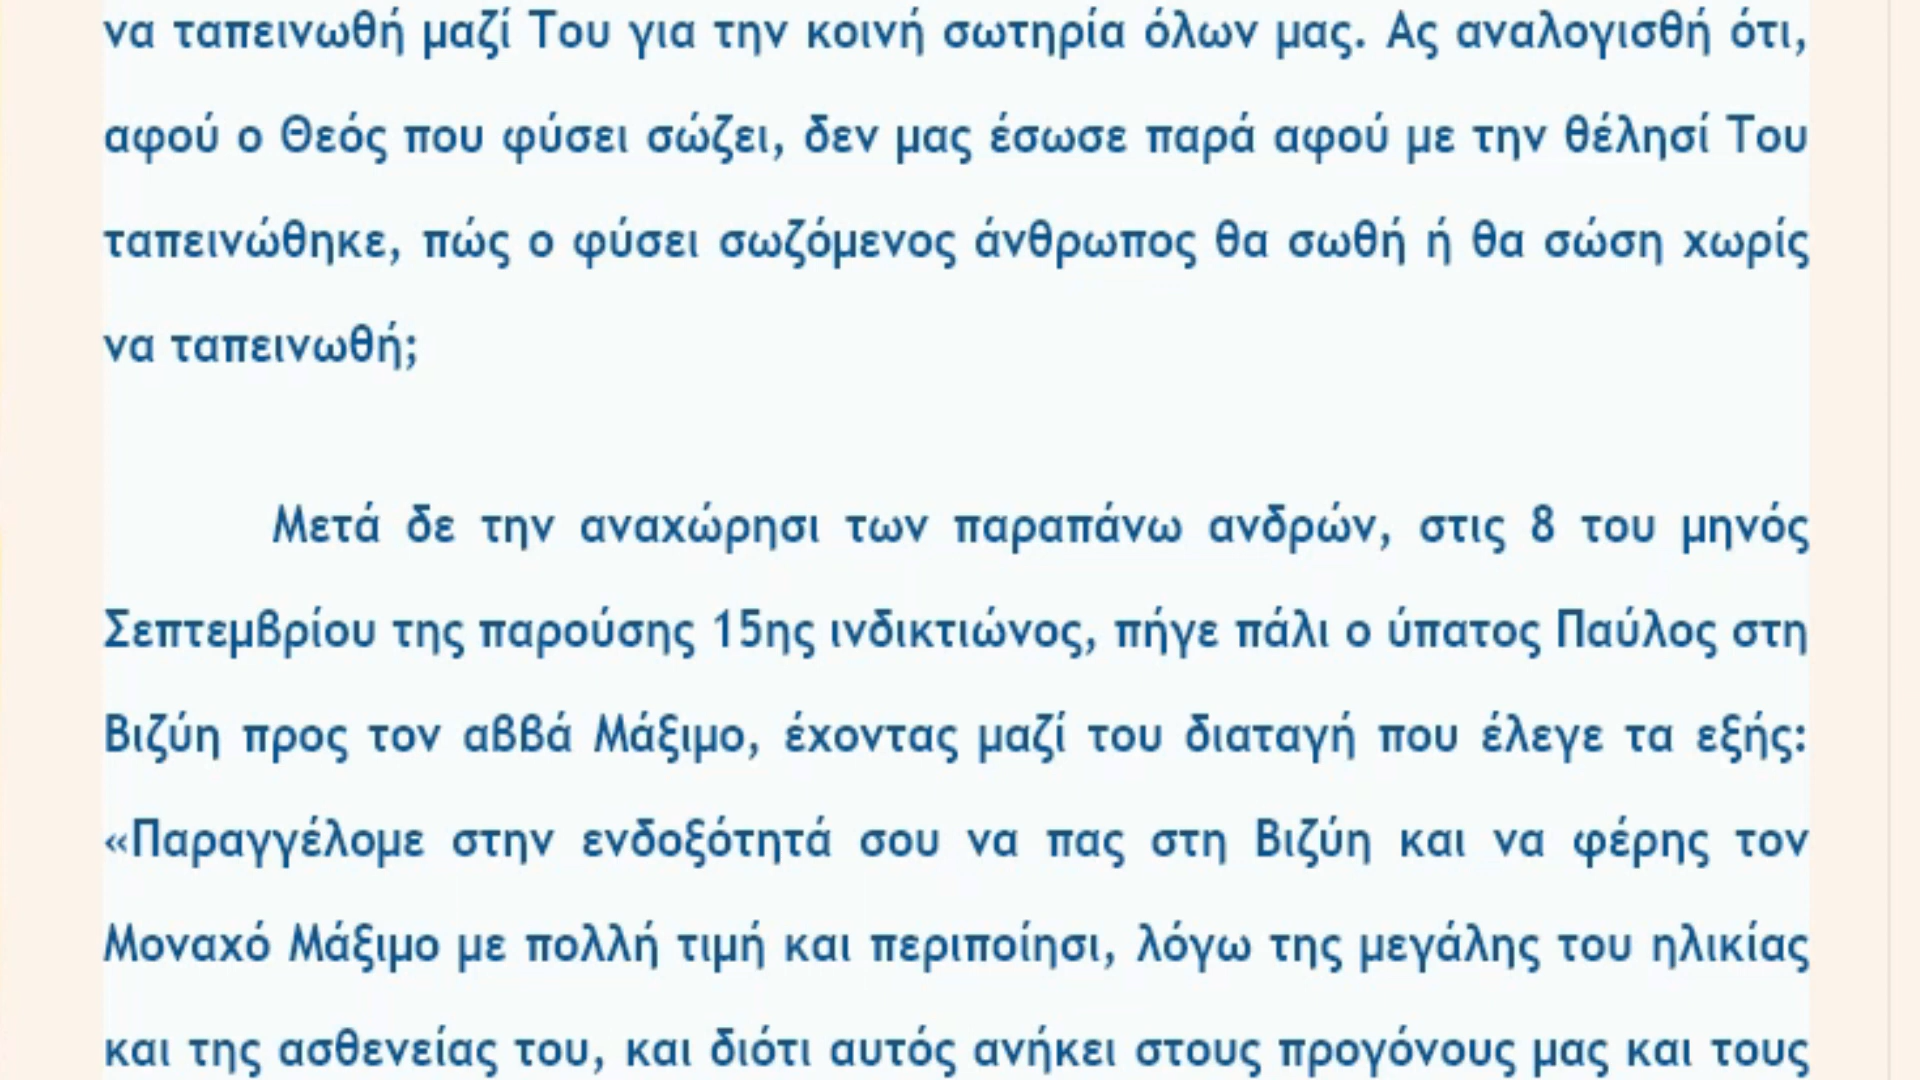 να ταπεινωθή μαζί Του για την κοινή σωτηρία όλων μας. Ας αναλογισθή ότι,
αφού ο Θεός που φύσει σώζει, δεν μας έσωσε παρά αφού με την θέλησί Του
ταπεινώθηκε, πώς ο φύσει σωζόμενος άνθρωπος θα σωθή ή θα σώση χωρίς
να ταπεινωθή;
Μετά δε την αναχώρησι των παραπάνω ανδρών, στις 8 του μηνός
Σεπτεμβρίου της παρούσης 15ης ινδικτιώνος, πήγε πάλι ο ύπατος Παύλος στη
Βιζύη προς τον αββά Μάξιμο, έχοντας μαζί του διαταγή που έλεγε τα εξής:
«Παραγγέλομε στην ενδοξότητά σου να πας στη Βιζύη και να φέρης τον
Μοναχό Μάξιμο με πολλή τιμή και περιποίησι, λόγω της μεγάλης του ηλικίας
και της ασθενείας του, και διότι αυτός ανήκει στους προγόνους μας και τους